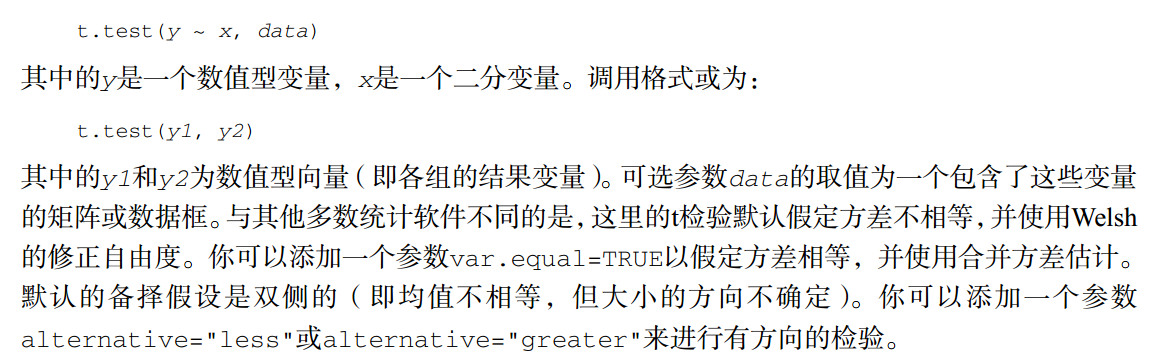 t.test(y ~ x, data)
其中的y是一个数值型变量，x是一个二分变量。调用格式或为：
t.test(y1, y2)
其中的y1和y2为数值型向量（即各组的结果变量）。可选参数data的取值为一个包含了这些变量
的矩阵或数据框。与其他多数统计软件不同的是，这里的t检验默认假定方差不相等，并使用Welsh
的修正自由度。你可以添加一个参数var.equal=TRUE以假定方差相等，并使用合并方差估计。
默认的备择假设是双侧的（即均值不相等，但大小的方向不确定）。你可以添加一个参数
alternative="less"或alternative="greater"来进行有方向的检验。